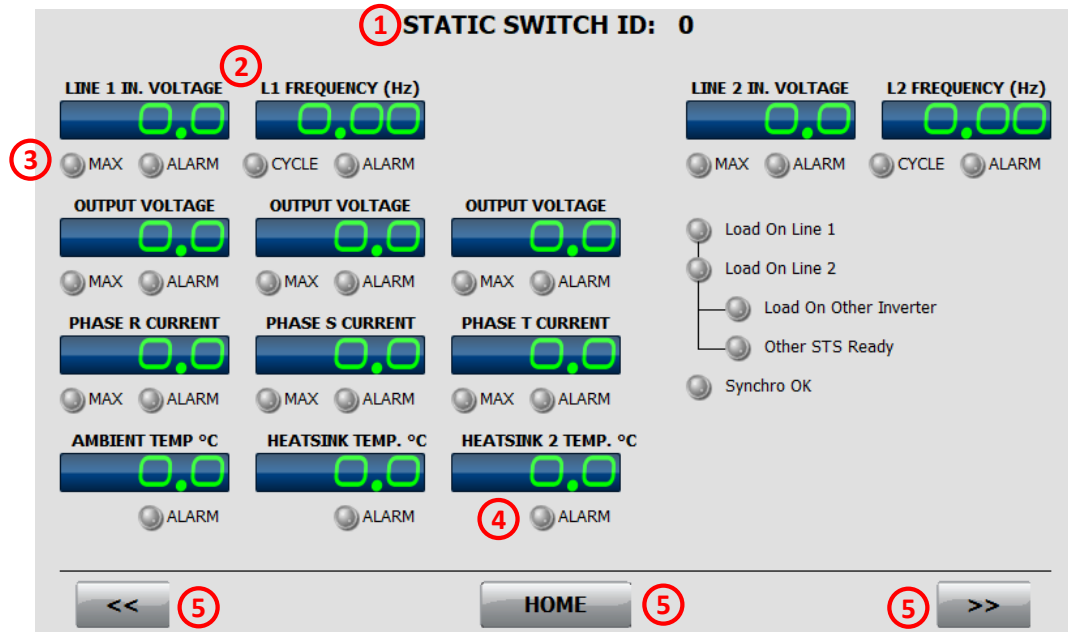 1 STATIC SWITCH ID: 0
2
LINE 1 IN. VOLTAGE L1 FREQUENCY (Hz) LINE 2 IN. VOLTAGE L2 FREQUENCY (Hz)
0.0 0.00 0.0 0.00
3 MAX ALARM CYCLE ALARM MAX ALARM CYCLE ALARM
OUTPUT VOLTAGE OUTPUT VOLTAGE OUTPUT VOLTAGE
0.0 0.0 0.0
MAX ALARM MAX ALARM MAX ALARM
PHASE R CURRENT PHASE S CURRENT PHASE T CURRENT
0.0 0.0 0.0
MAX ALARM MAX ALARM MAX ALARM
AMBIENT TEMP °C HEATSINK TEMP. °C HEATSINK 2 TEMP. °C
0.0 0.0 0.0
ALARM ALARM 4 ALARM
Load On Line 1
Load On Line 2
Load On Other Inverter
Other STS Ready
Synchro OK
<< 5 HOME 5 5 >>